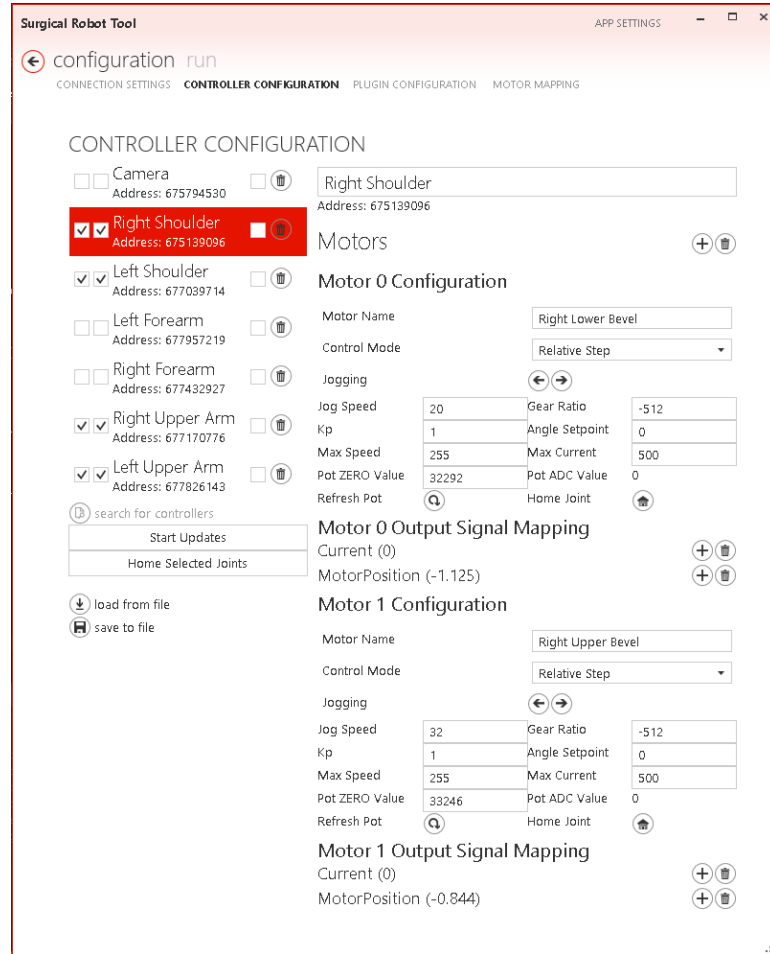 Surgical Robot Tool
APP SETTINGS
configuration run
CONNECTION SETTINGS CONTROLLER CONFIGURATION PLUGIN CONFIGURATION MOTOR MAPPING
CONTROLLER CONFIGURATION
Camera
Address: 675794530
Right Shoulder
Address: 675139096
Left Shoulder
Address: 677039714
Left Forearm
Address: 677957219
Right Forearm
Address: 677432927
Right Upper Arm
Address: 677170776
Left Upper Arm
Address: 677826143
search for controllers
Start Updates
Home Selected Joints
load from file
save to file
Right Shoulder
Address: 675139096
Motors
Motor 0 Configuration
Motor Name Right Lower Bevel
Control Mode Relative Step
Jogging
Jog Speed 20 Gear Ratio -512
Kp 1 Angle Setpoint 0
Max Speed 255 Max Current 500
Pot ZERO Value 32292 Pot ADC Value 0
Refresh Pot Home Joint
Motor 0 Output Signal Mapping
Current (0)
MotorPosition (-1.125)
Motor 1 Configuration
Motor Name Right Upper Bevel
Control Mode Relative Step
Jogging
Jog Speed 32 Gear Ratio -512
Kp 1 Angle Setpoint 0
Max Speed 255 Max Current 500
Pot ZERO Value 33246 Pot ADC Value 0
Refresh Pot Home Joint
Motor 1 Output Signal Mapping
Current (0)
MotorPosition (-0.844)